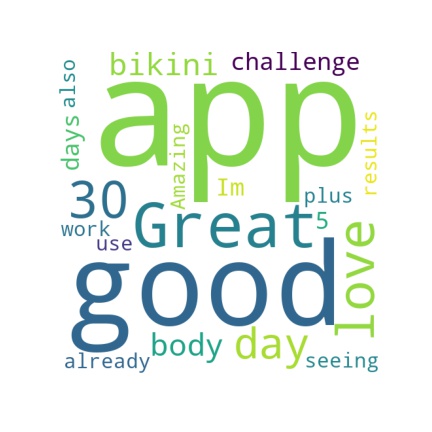 bikini challenge
also
app
days
Amazing
results
30
Im
plus
Great 5
work
use
love
good
body day
already
seeing